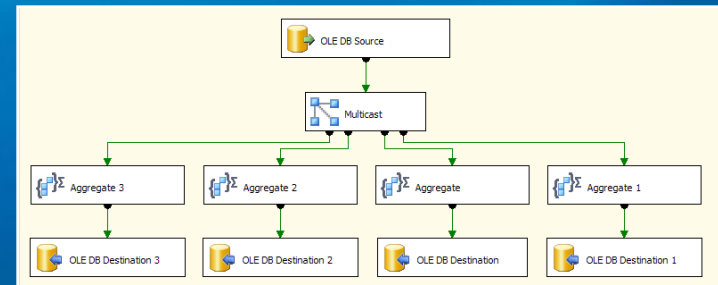 OLE DB Source
Multicast
Aggregate 3
Aggregate 2
Aggregate
Aggregate 1
OLE DB Destination 3
OLE DB Destination 2
OLE DB Destination
OLE DB Destination 1